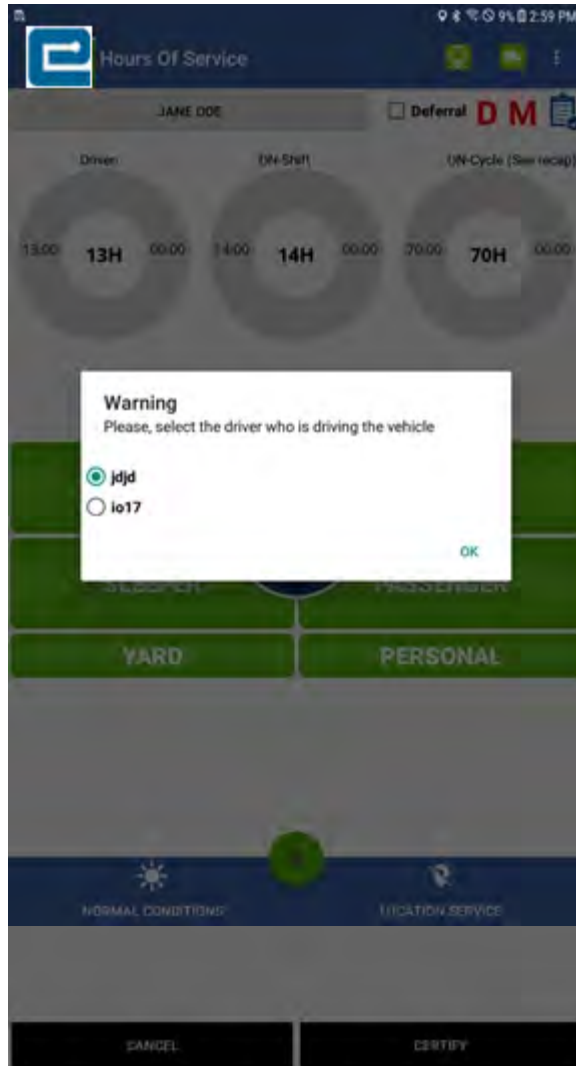 9% 2:59 PM
Hours Of Service
JANE DOE
Deferral D M
Driven ON-Shift ON-Cycle (See recap)
13:00 13H 00:00 14:00 14H 00:00 70:00 70H 00:00
Warning
Please, select the driver who is driving the vehicle
jdjd
io17
OK
SLEEPER PASSENGER
YARD PERSONAL
NORMAL CONDITIONS LOCATION SERVICE
CANCEL CERTIFY